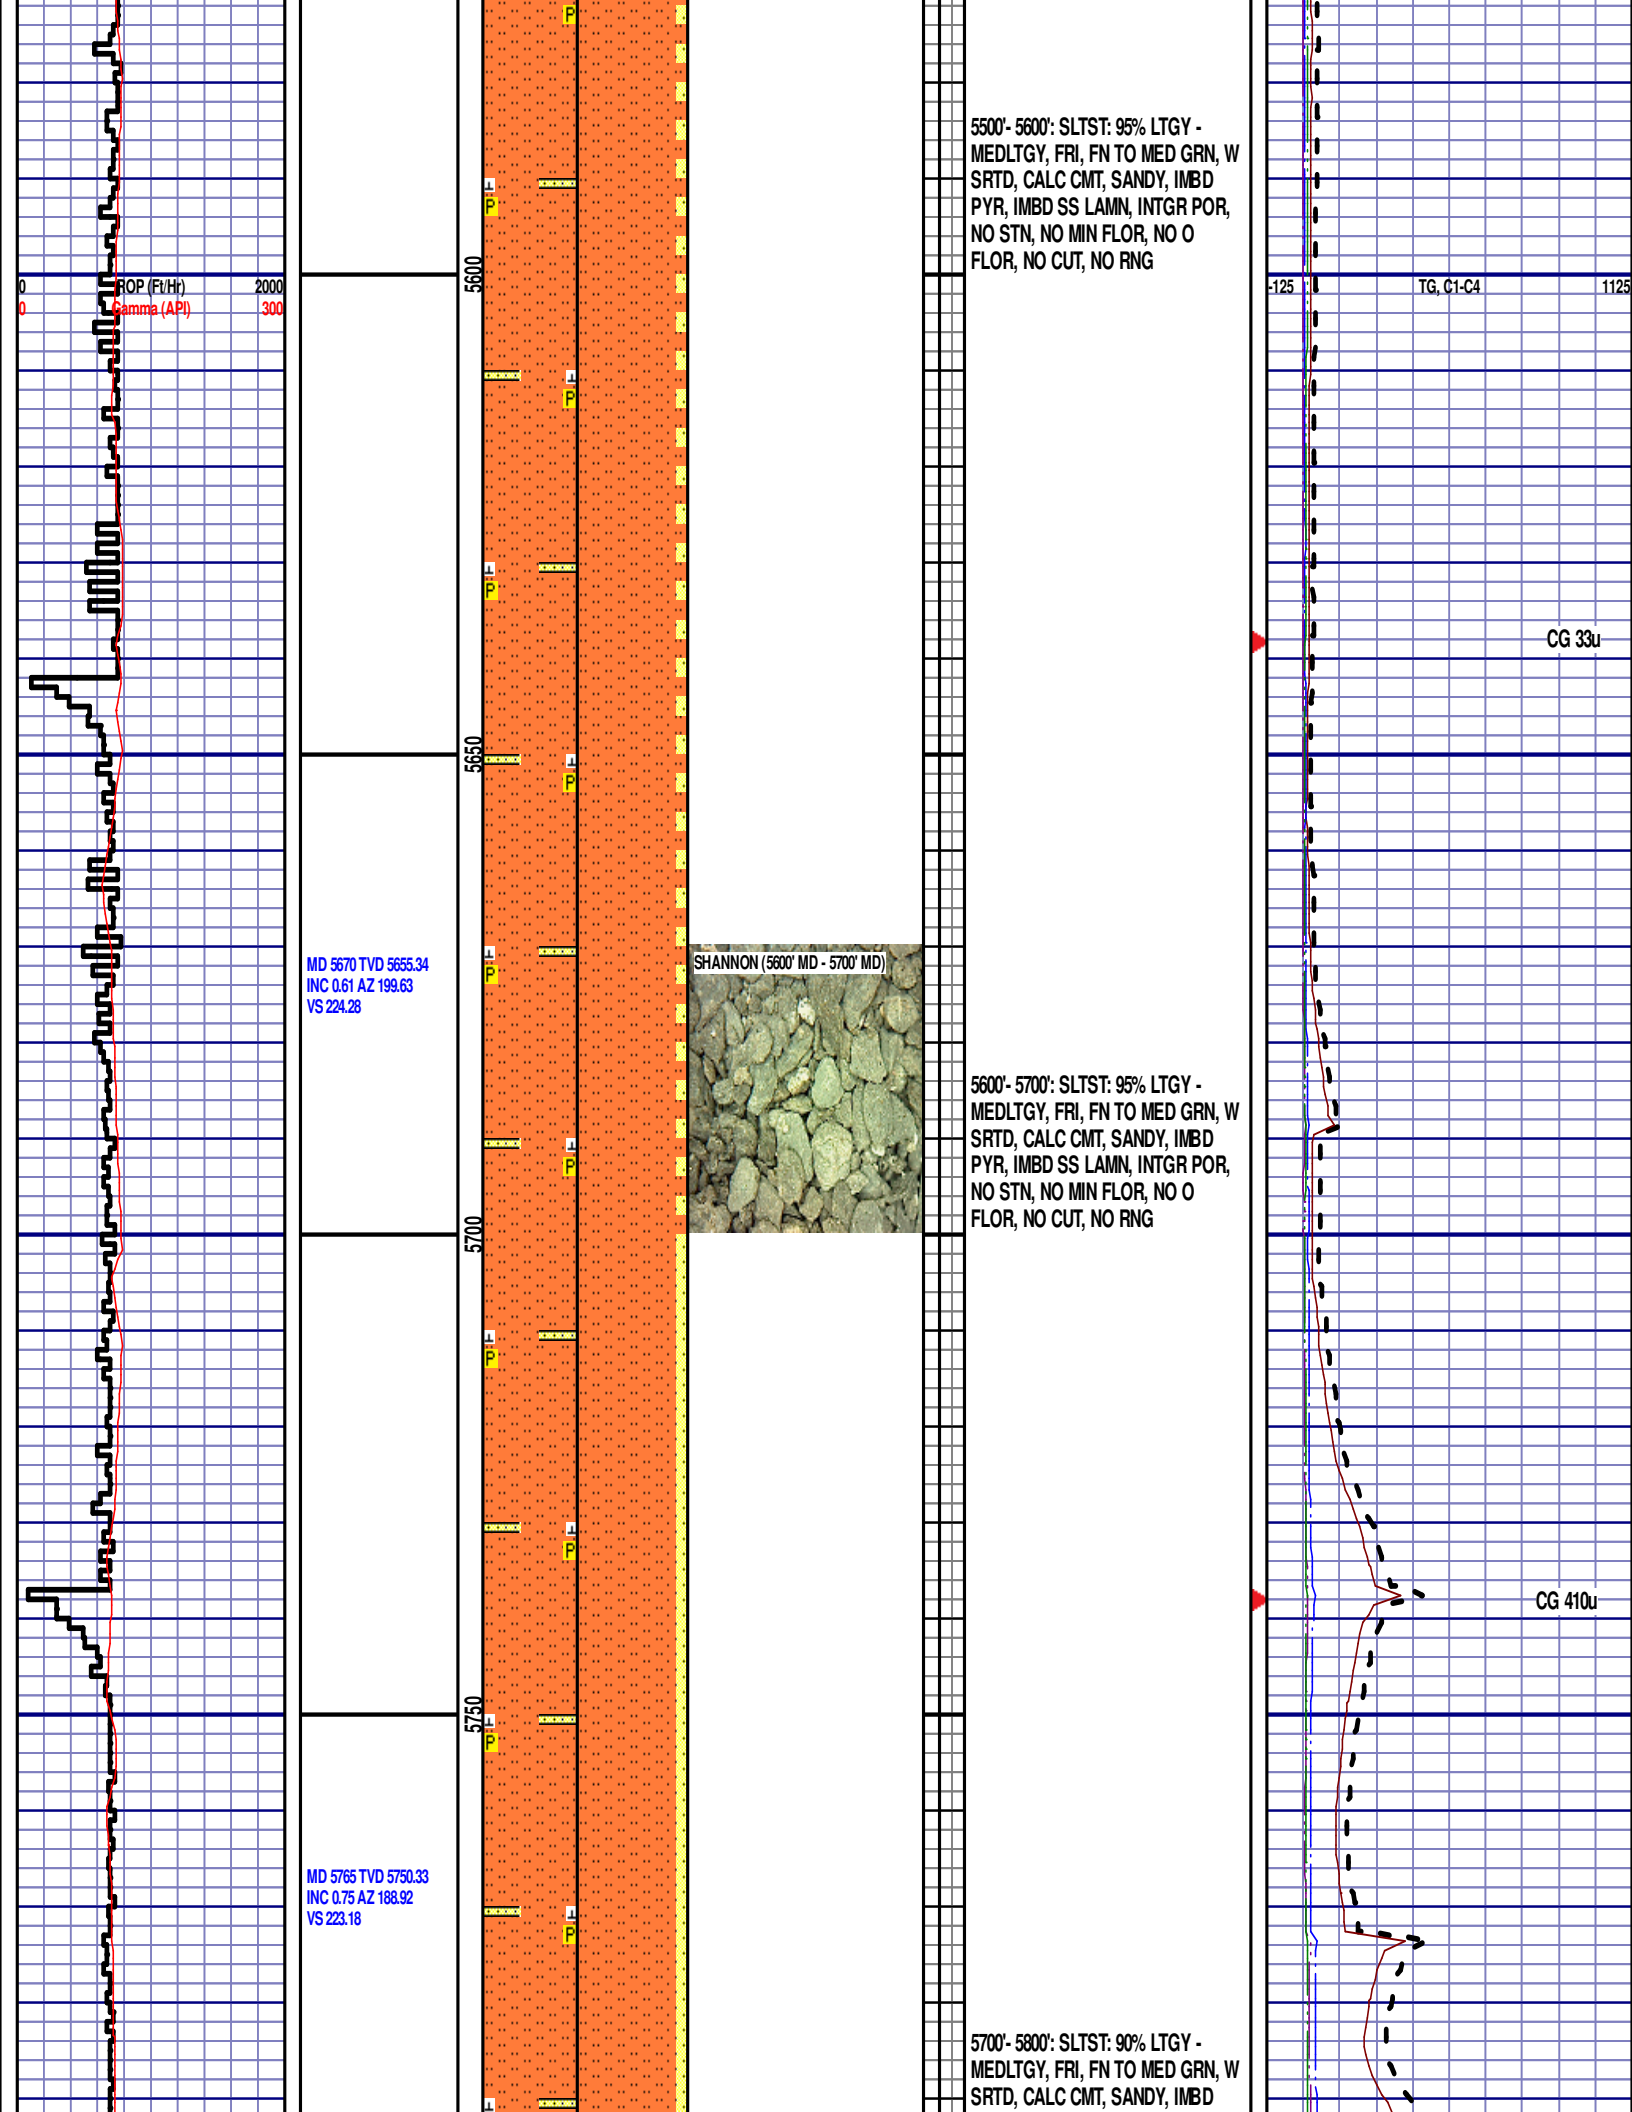 P
5500'- 5600': SLTST: 95% LTGY -
MEDLTGY, FRI, FN TO MED GRN, W
SRTD, CALC CMT, SANDY, IMBD
PYR, IMBD SS LAMN, INTGR POR,
NO STN, NO MIN FLOR, NO O
FLOR, NO CUT, NO RNG
P
5600
0 ROP (Ft/Hr) 2000
0 Gamma (API) 300
-125 TG, C1-C4 1125
P
P
CG 33u
5650
P
MD 5670 TVD 5655.34
INC 0.61 AZ 199.63
VS 224.28
P
SHANNON (5600' MD - 5700' MD)
5600'- 5700': SLTST: 95% LTGY -
MEDLTGY, FRI, FN TO MED GRN, W
SRTD, CALC CMT, SANDY, IMBD
PYR, IMBD SS LAMN, INTGR POR,
NO STN, NO MIN FLOR, NO O
FLOR, NO CUT, NO RNG
P
5700
P
P
CG 410u
5750
P
MD 5765 TVD 5750.33
INC 0.75 AZ 188.92
VS 223.18
P
5700'- 5800': SLTST: 90% LTGY -
MEDLTGY, FRI, FN TO MED GRN, W
SRTD, CALC CMT, SANDY, IMBD